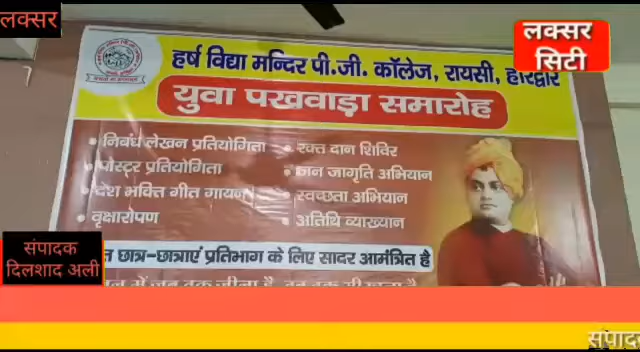 लक्सर
लक्सर
सिटी
हर्ष विद्या मन्दिर पी.जी. कॉलेज, रायसी, हरिद्वार
युवा पखवाड़ा समारोह
• निबंध लेखन प्रतियोगिता
• रक्त दान शिविर
• पोस्टर प्रतियोगिता
• जन जागृति अभियान
• देश भक्ति गीत गायन
• स्वच्छता अभियान
• वृक्षारोपण
• अतिथि व्याख्यान
छात्र-छात्राएं प्रतिभाग के लिए सादर आमंत्रित है
संपादक
दिलशाद अली
संपाद